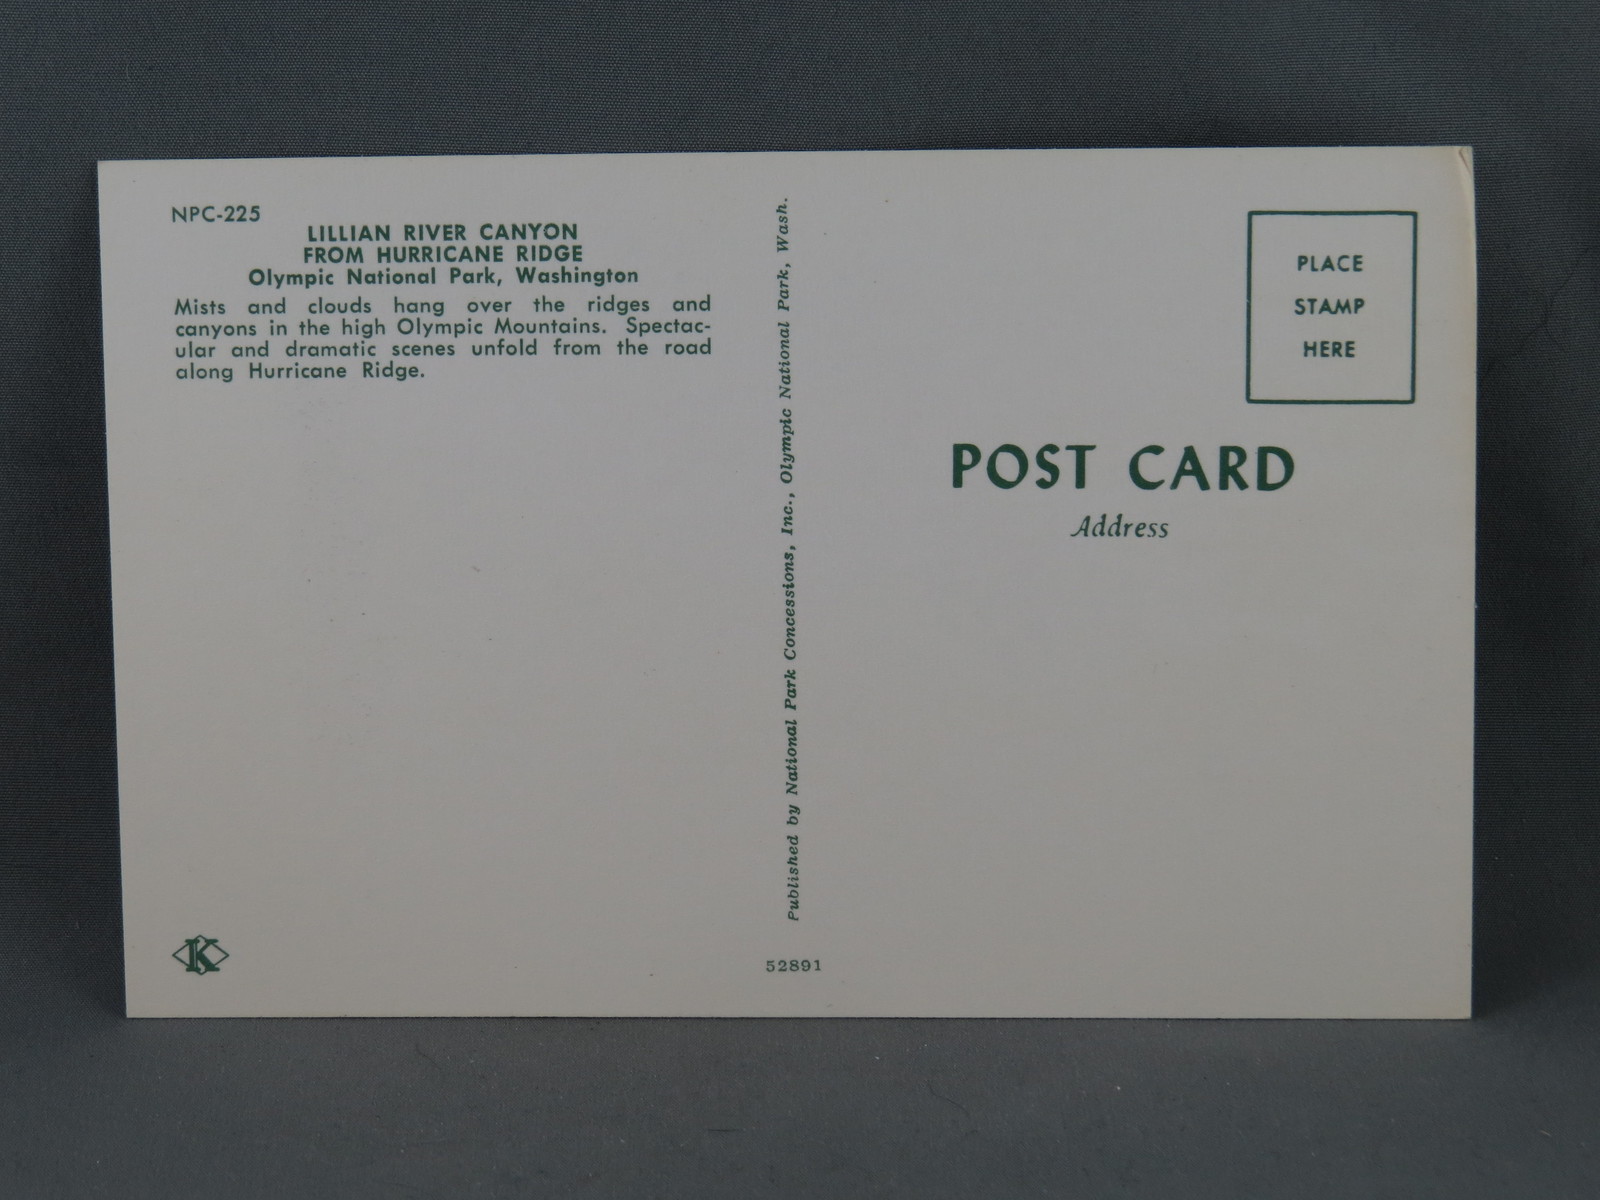 NPC-225
LILLIAN RIVER CANYON
FROM HURRICANE RIDGE
Olympic National Park, Washington
Mists and clouds hang over the ridges and
canyons in the high Olympic Mountains. Spectac-
ular and dramatic scenes unfold from the road
along Hurricane Ridge.
K
Published by National Park Concessions, Inc., Olympic National Park, Wash.
52891
PLACE
STAMP
HERE
POST CARD
Address